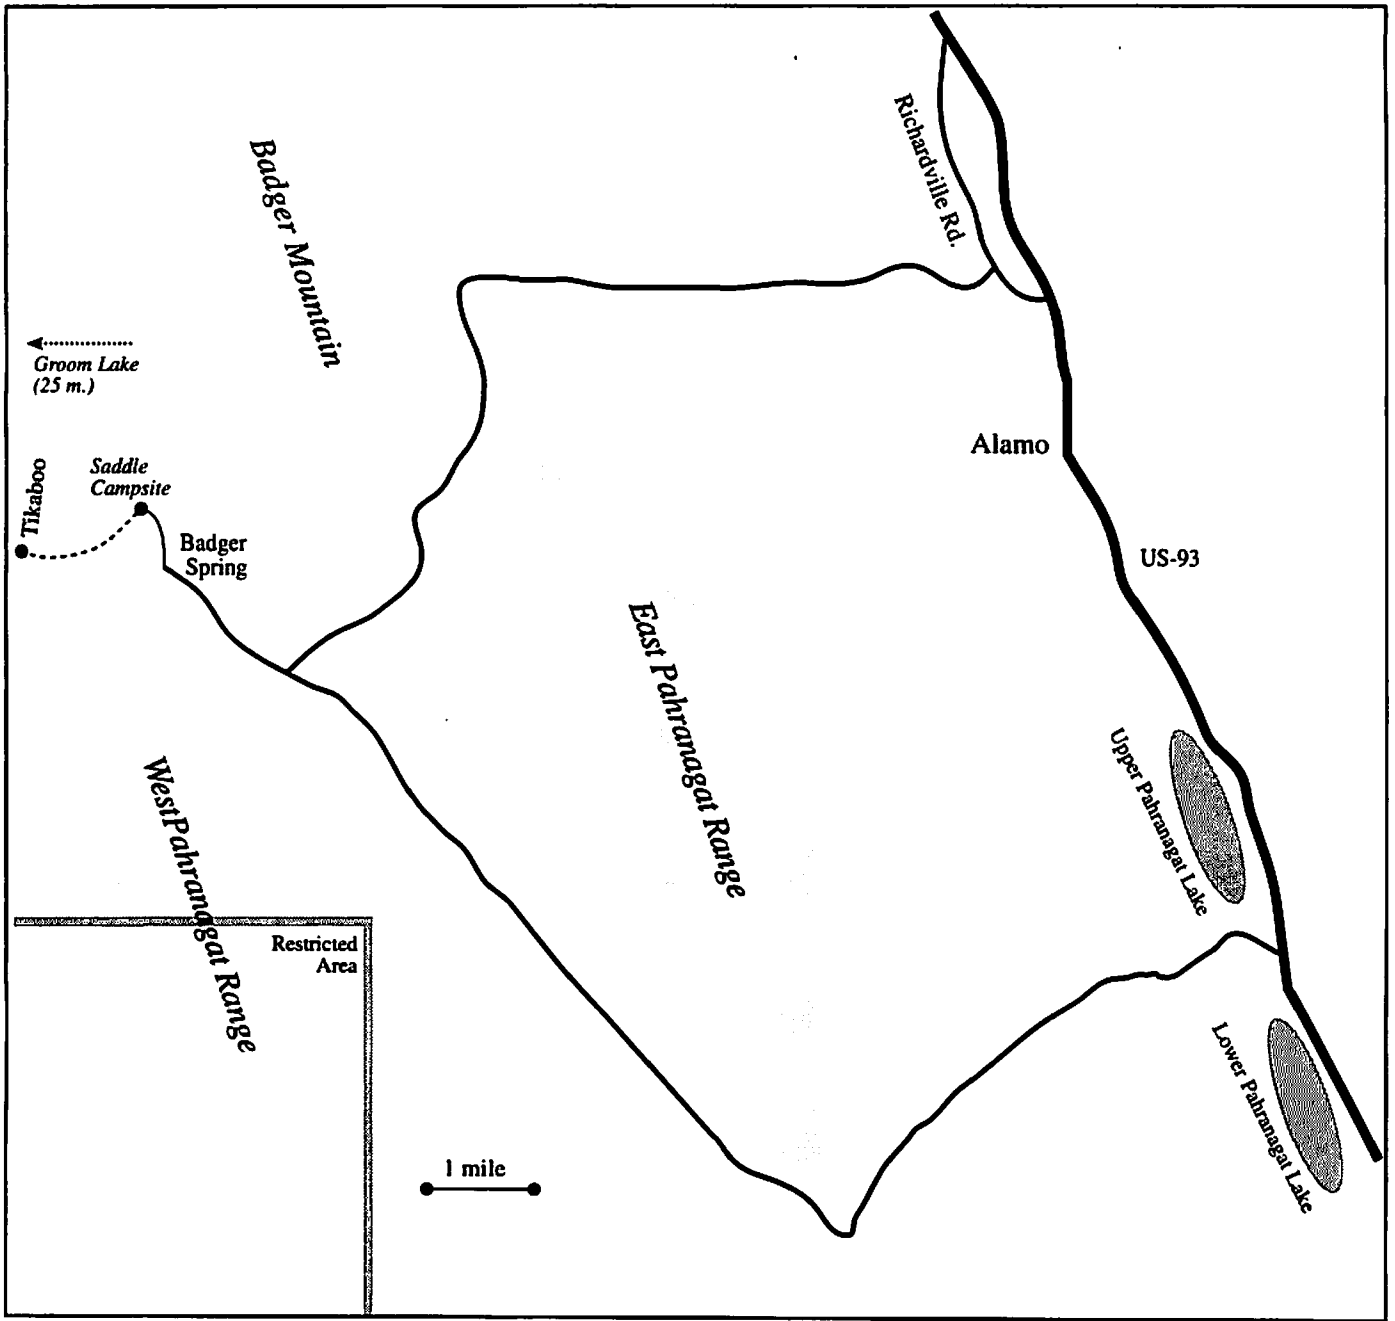 Richardville Rd.
Badger Mountain
Groom Lake
(25 m.)
Alamo
Tikaboo
Saddle
Campsite
Badger
Spring
US-93
East Pahranagat Range
Upper Pahranagat Lake
WestPahranagat Range
Restricted
Area
Lower Pahranagat Lake
1 mile